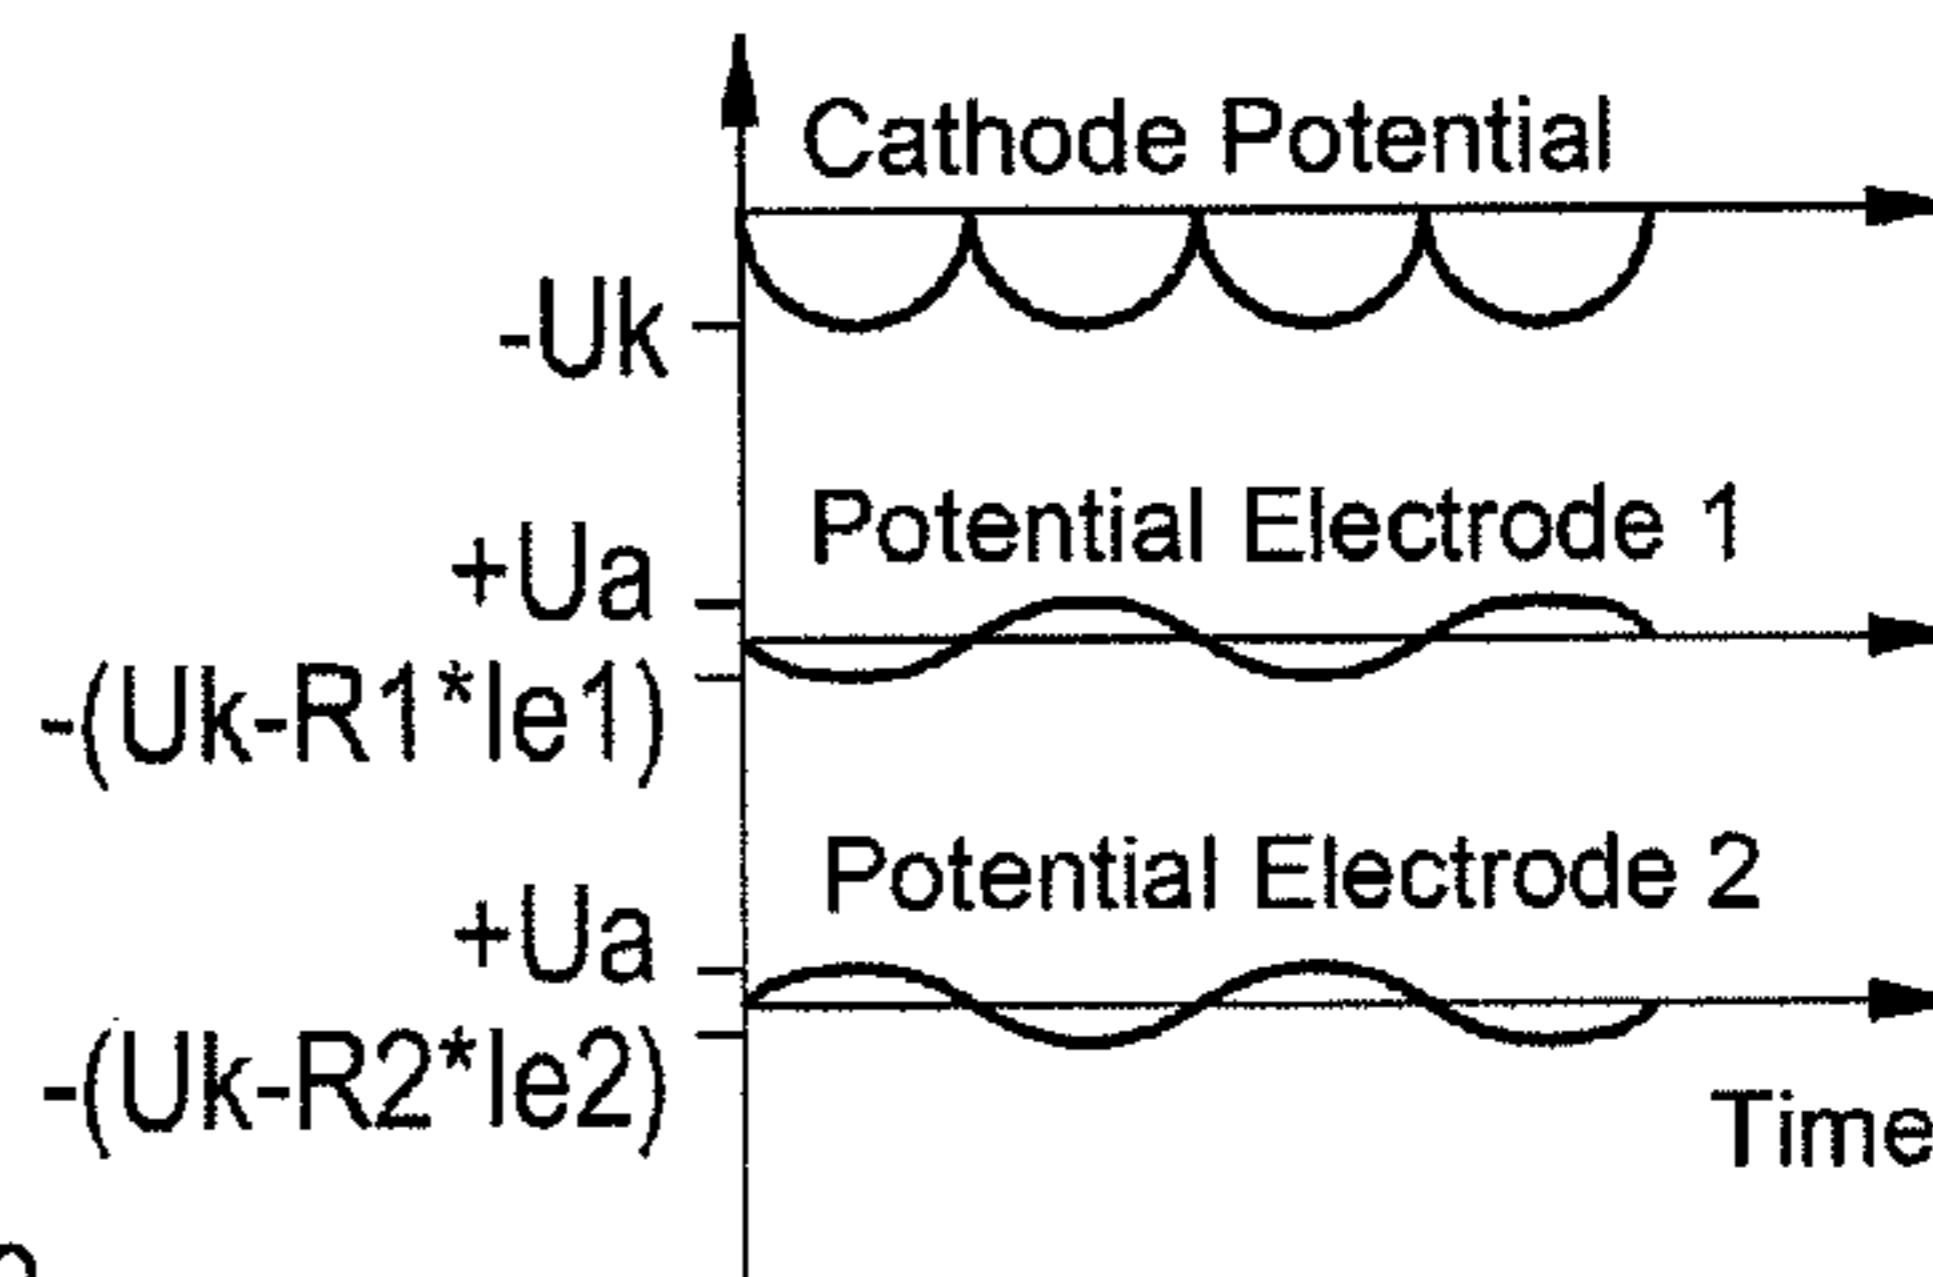 Cathode Potential
-Uk
Potential Electrode 1
+Ua
-(Uk-R1*Ie1)
Potential Electrode 2
+Ua
-(Uk-R2*Ie2)
Time